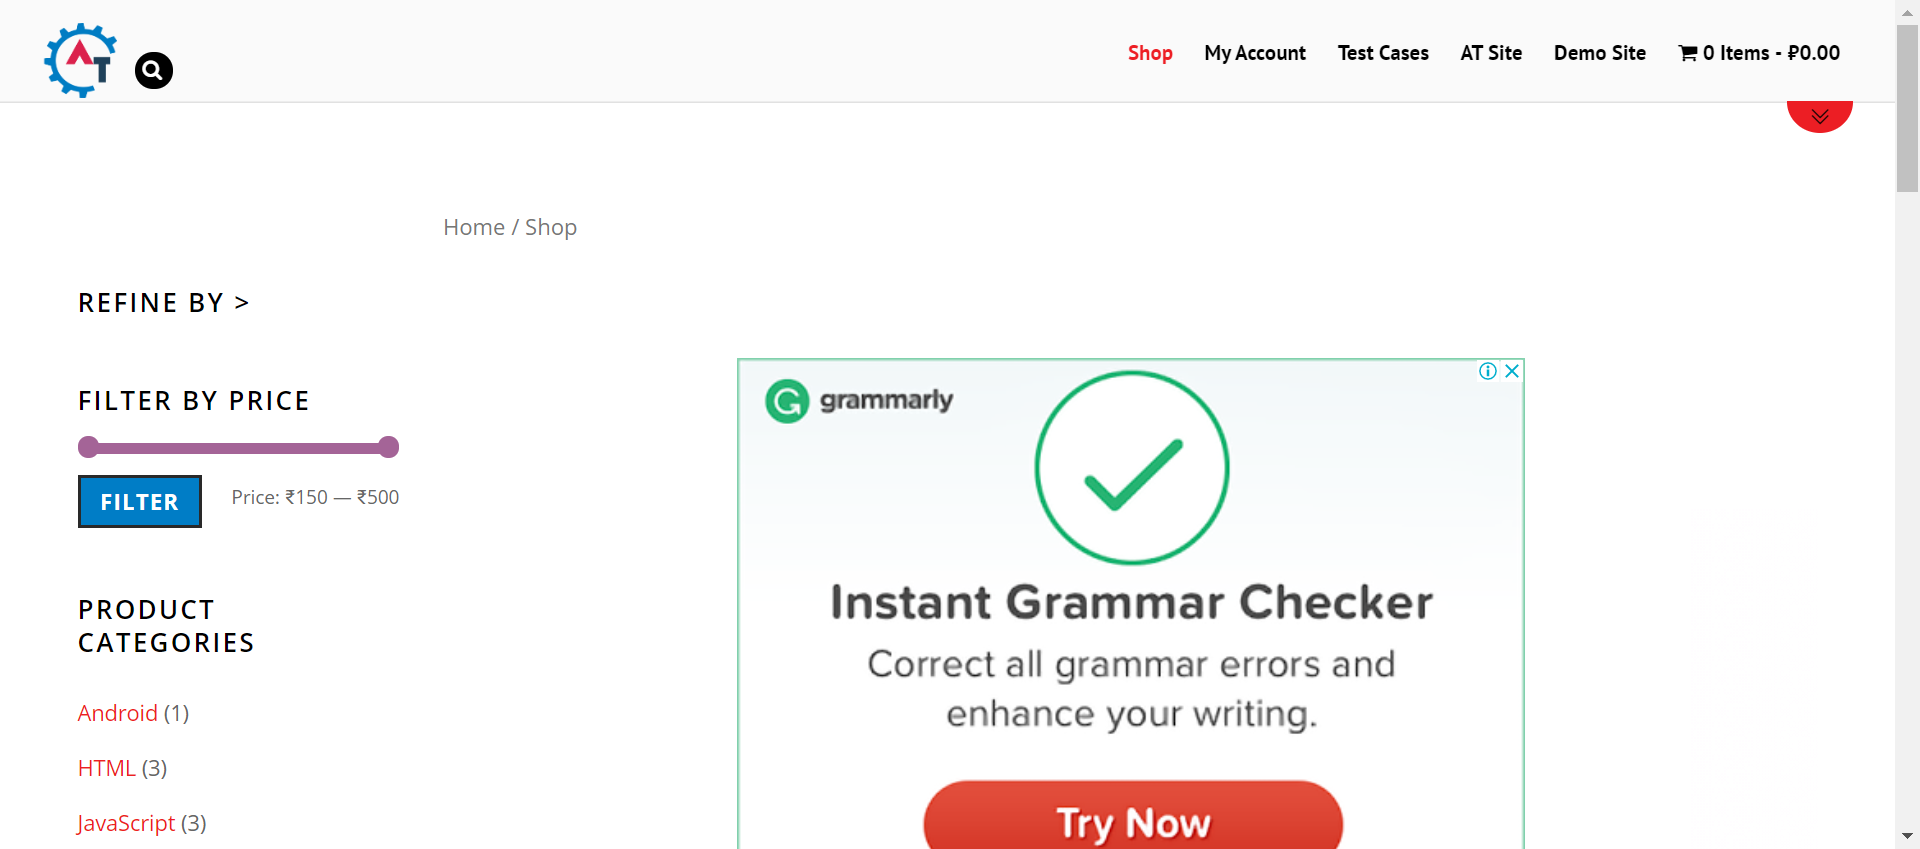 AT
Shop
My Account
Test Cases
AT Site
Demo Site
0 Items - ₽0.00
Home / Shop
REFINE BY >
FILTER BY PRICE
FILTER
Price: ₹150 — ₹500
PRODUCT
CATEGORIES
Android (1)
HTML (3)
JavaScript (3)
grammarly
Instant Grammar Checker
Correct all grammar errors and
enhance your writing.
Try Now